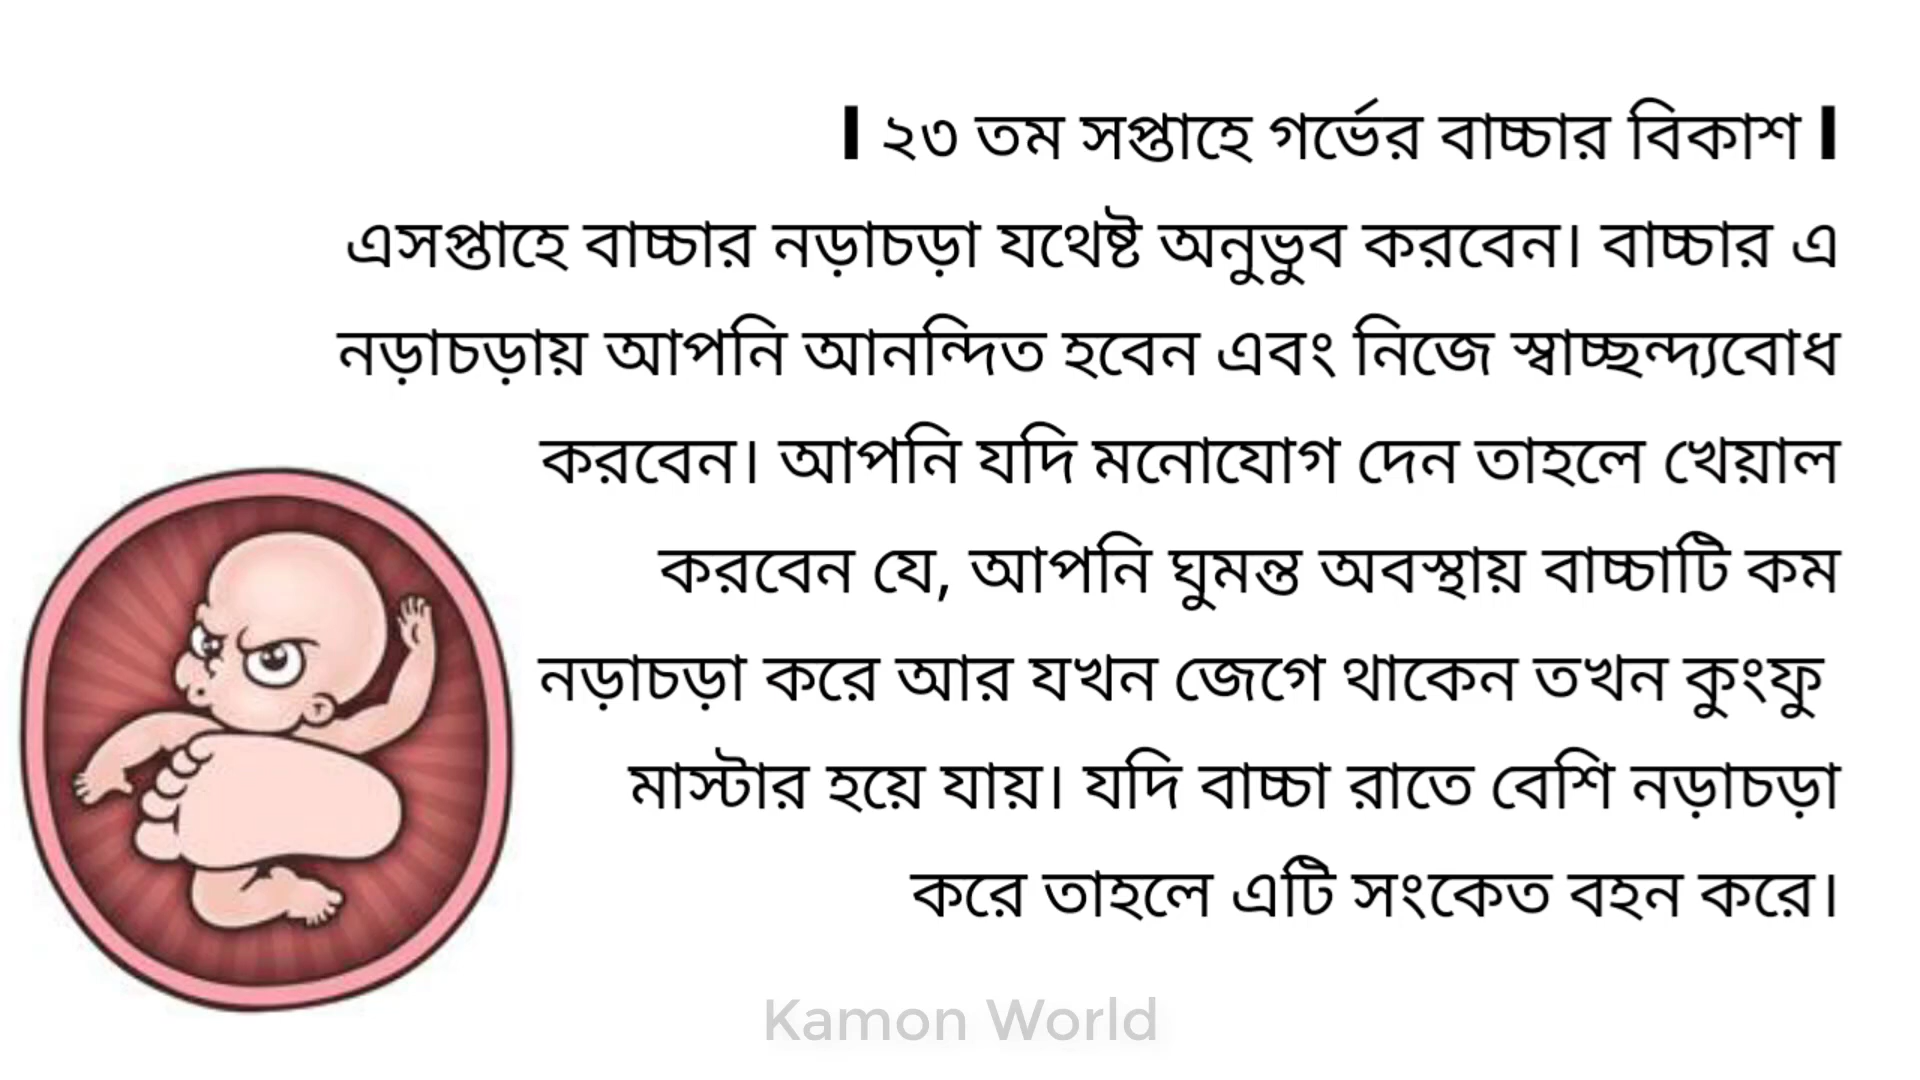 । ২৩ তম সপ্তাহে গর্ভের বাচ্চার বিকাশ ।
এসপ্তাহে বাচ্চার নড়াচড়া যথেষ্ট অনুভুব করবেন। বাচ্চার এ
নড়াচড়ায় আপনি আনন্দিত হবেন এবং নিজে স্বাচ্ছন্দ্যবোধ
করবেন। আপনি যদি মনোযোগ দেন তাহলে খেয়াল
করবেন যে, আপনি ঘুমন্ত অবস্থায় বাচ্চাটি কম
নড়াচড়া করে আর যখন জেগে থাকেন তখন কুংফু
মাস্টার হয়ে যায়। যদি বাচ্চা রাতে বেশি নড়াচড়া
করে তাহলে এটি সংকেত বহন করে।
Kamon World